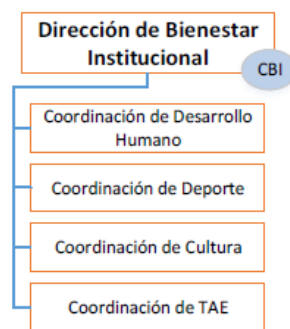 Dirección de Bienestar
Institucional
CBI
Coordinación de Desarrollo
Humano
Coordinación de Deporte
Coordinación de Cultura
Coordinación de TAE